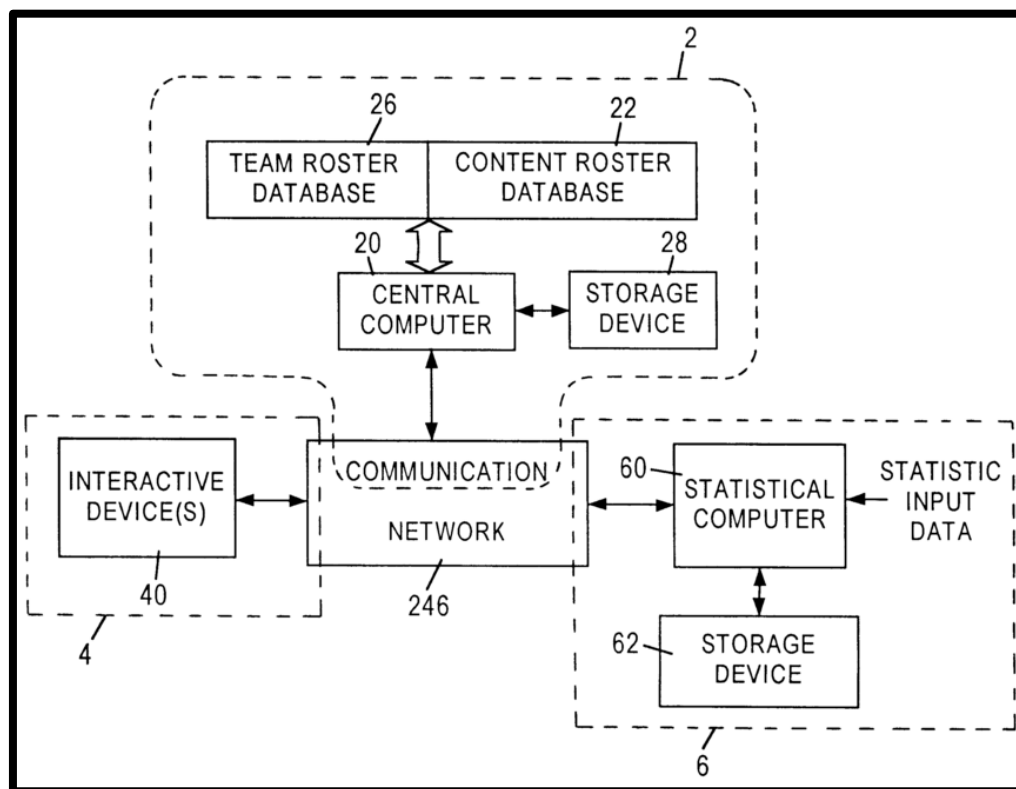 2
26
22
TEAM ROSTER
DATABASE
CONTENT ROSTER
DATABASE
20
28
CENTRAL
COMPUTER
STORAGE
DEVICE
INTERACTIVE
DEVICE(S)
40
4
COMMUNICATION
NETWORK
246
60
STATISTICAL
COMPUTER
STATISTIC
INPUT
DATA
62
STORAGE
DEVICE
6